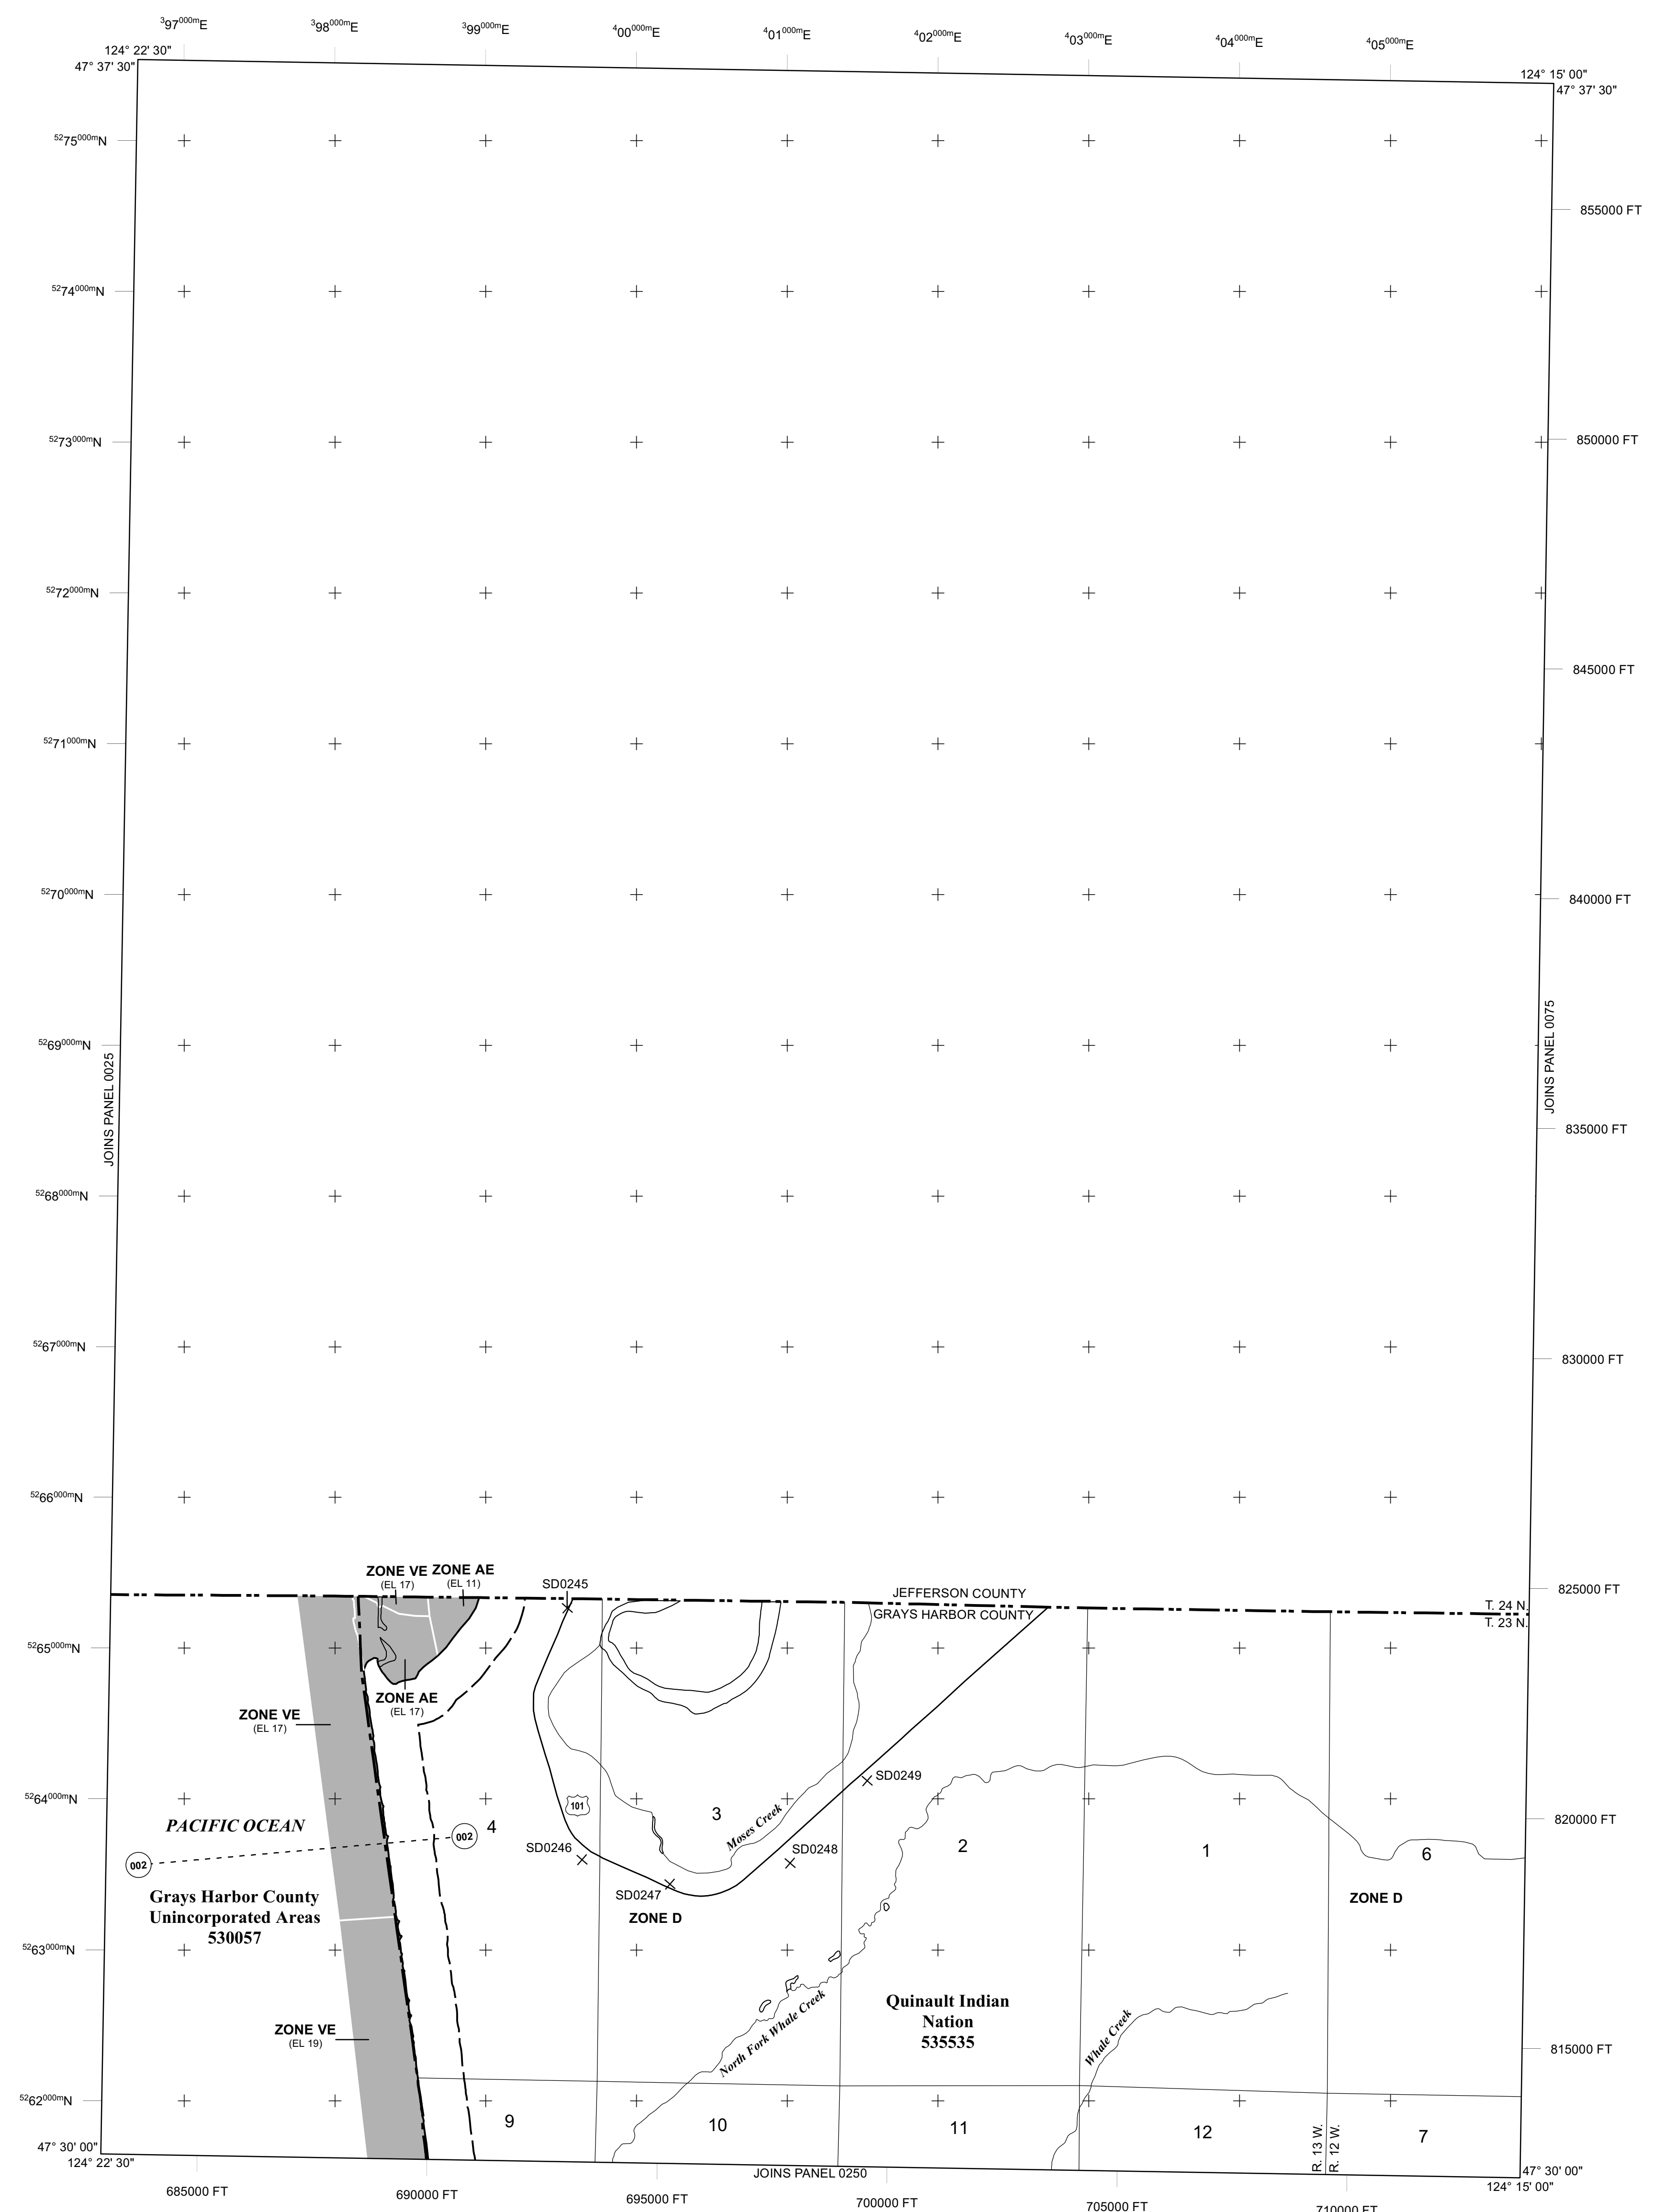 397000mE 398000mE 399000mE 400000mE 401000mE 402000mE 403000mE 404000mE 405000mE
124° 22' 30" 124° 15' 00"
47° 37' 30" 47° 37' 30"
5275000mN
855000 FT
5274000mN
5273000mN 850000 FT
5272000mN
845000 FT
5271000mN
5270000mN 840000 FT
5269000mN
JOINS PANEL 0025
JOINS PANEL 0075
835000 FT
5268000mN
5267000mN
830000 FT
5266000mN
ZONE VE ZONE AE
(EL 17) (EL 11)
SD0245
JEFFERSON COUNTY
825000 FT
T. 24 N.
GRAYS HARBOR COUNTY
T. 23 N.
5265000mN
ZONE AE
(EL 17)
ZONE VE
(EL 17)
SD0249
5264000mN
101
3
Moses Creek
820000 FT
PACIFIC OCEAN
4
002
002
SD0246
SD0248
2
1
6
SD0247
Grays Harbor County
Unincorporated Areas
530057
ZONE D
ZONE D
5263000mN
Quinault Indian
Nation
535535
North Fork Whale Creek
Whale Creek
ZONE VE
(EL 19)
815000 FT
5262000mN
9
10
11
12
7
R. 13 W.
R. 12 W.
47° 30' 00" 47° 30' 00"
124° 22' 30" 124° 15' 00"
JOINS PANEL 0250
685000 FT 690000 FT 695000 FT 700000 FT 705000 FT 710000 FT